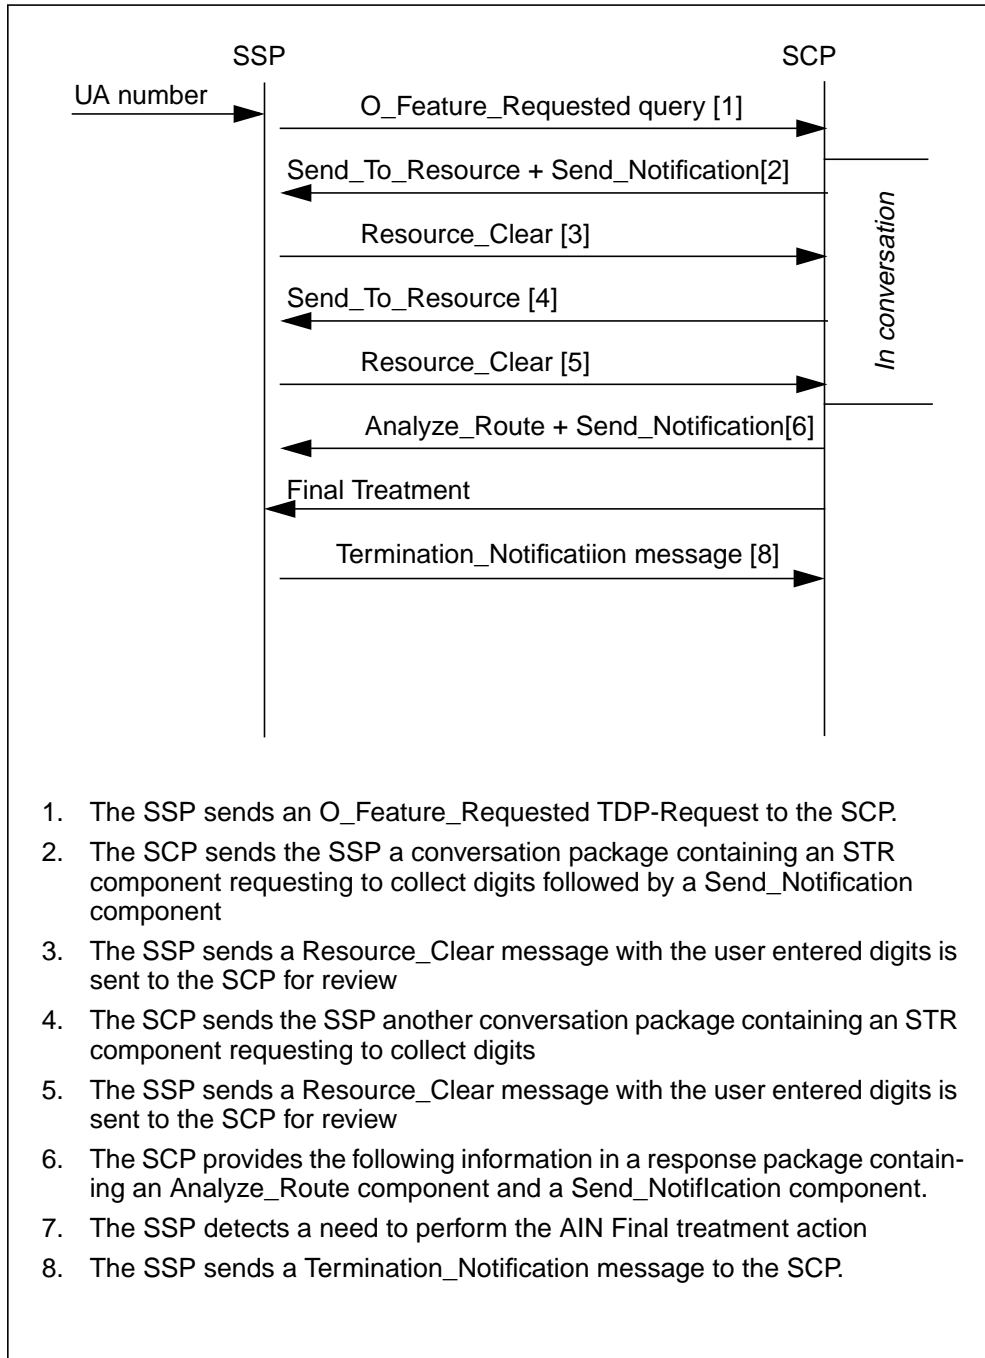 SSP SCP
UA number
O_Feature_Requested query [1]
Send_To_Resource + Send_Notification[2]
Resource_Clear [3]
Send_To_Resource [4]
Resource_Clear [5]
In conversation
Analyze_Route + Send_Notification[6]
Final Treatment
Termination_Notificatiion message [8]
1. The SSP sends an O_Feature_Requested TDP-Request to the SCP.
2. The SCP sends the SSP a conversation package containing an STR
component requesting to collect digits followed by a Send_Notification
component
3. The SSP sends a Resource_Clear message with the user entered digits is
sent to the SCP for review
4. The SCP sends the SSP another conversation package containing an STR
component requesting to collect digits
5. The SSP sends a Resource_Clear message with the user entered digits is
sent to the SCP for review
6. The SCP provides the following information in a response package contain-
ing an Analyze_Route component and a Send_NotifIcation component.
7. The SSP detects a need to perform the AIN Final treatment action
8. The SSP sends a Termination_Notification message to the SCP.